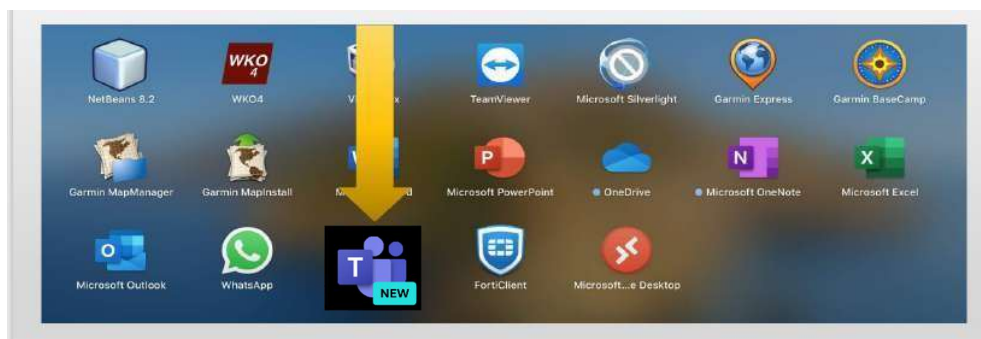 WKO
4
NetBeans 8.2
WKO4
TeamViewer
Microsoft Silverlight
Garmin Express
Garmin BaseCamp
P
N
X
Garmin MapManager
Garmin MapInstall
Microsoft PowerPoint
OneDrive
Microsoft OneNote
Microsoft Excel
O
T
NEW
Microsoft Outlook
WhatsApp
FortiClient
Microsoft...e Desktop